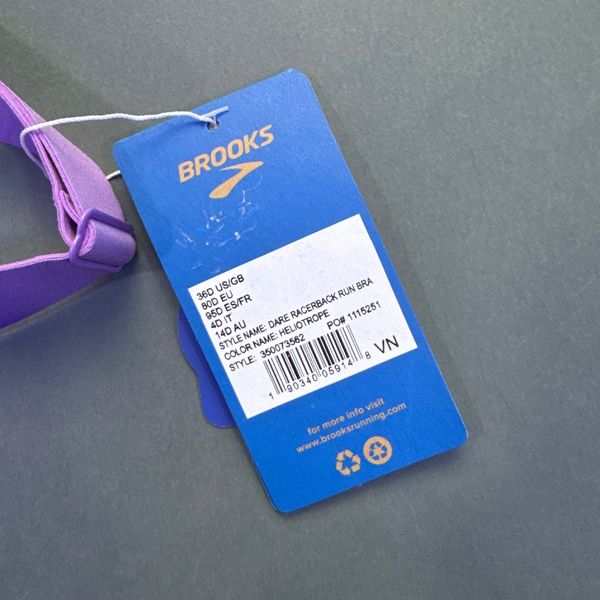 BROOKS
36D US/GB
80D EU
95D ES/FR
4D IT
14D AU
STYLE NAME: DARE RACERBACK RUN BRA
COLOR NAME: HELIOTROPE
STYLE: 350073562 PO# 1115251
1 90340 05914 8 VN
for more info visit
www.brooksrunning.com